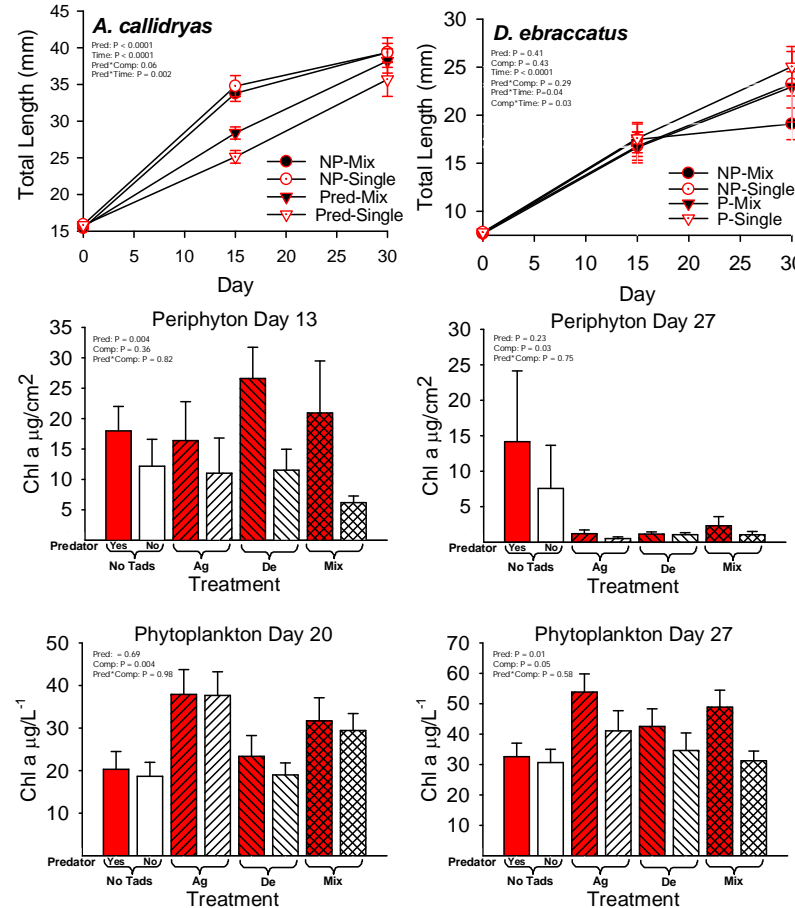 A. callidryas
Pred: P < 0.0001
Time: P < 0.0001
Pred*Comp: 0.06
Pred*Time: P = 0.002
Total Length (mm)
45
40
35
30
25
20
15
NP-Mix
NP-Single
Pred-Mix
Pred-Single
0 5 10 15 20 25 30
Day
D. ebraccatus
Pred: P = 0.41
Comp: P = 0.43
Time: P < 0.0001
Pred*Comp: P = 0.29
Pred*Time: P=0.04
Comp*Time: P = 0.03
Total Length (mm)
30
25
20
15
10
NP-Mix
NP-Single
P-Mix
P-Single
0 5 10 15 20 25 30
Day
Periphyton Day 13
Pred: P = 0.004
Comp: P = 0.36
Pred*Comp: P = 0.82
Chl a µg/cm2
35
30
25
20
15
10
5
Predator Yes No
No Tads Ag De Mix
Treatment
Periphyton Day 27
Pred: P = 0.23
Comp: P = 0.03
Pred*Comp: P = 0.75
Chl a µg/cm2
30
25
20
15
10
5
Predator Yes No
No Tads Ag De Mix
Treatment
Phytoplankton Day 20
Pred: = 0.69
Comp: P = 0.004
Pred*Comp: P = 0.98
Chl a µg/L-1
50
40
30
20
10
Predator Yes No
No Tads Ag De Mix
Treatment
Phytoplankton Day 27
Pred: P = 0.01
Comp: P = 0.05
Pred*Comp: P = 0.58
Chl a µg/L-1
70
60
50
40
30
20
10
Predator Yes No
No Tads Ag De Mix
Treatment